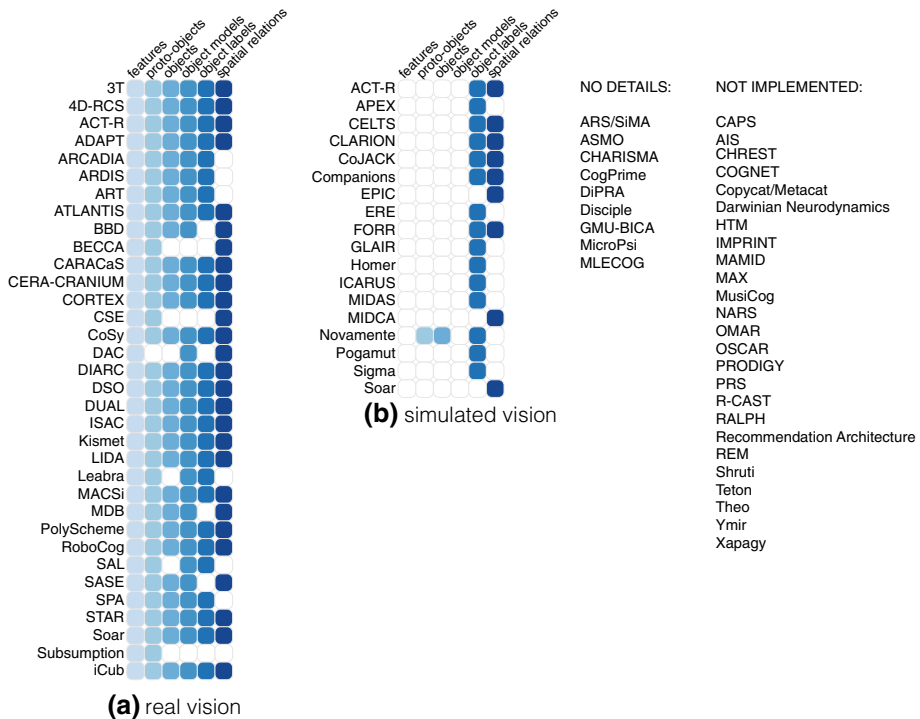 features
proto-objects
objects
object models
object labels
spatial relations
3T
4D-RCS
ACT-R
ADAPT
ARCADIA
ARDIS
ART
ATLANTIS
BBD
BECCA
CARACaS
CERA-CRANIUM
CORTEX
CSE
CoSy
DAC
DIARC
DSO
DUAL
ISAC
Kismet
LIDA
Leabra
MACSi
MDB
PolyScheme
RoboCog
SAL
SASE
SPA
STAR
Soar
Subsumption
iCub
(a) real vision
features
proto-objects
objects
object models
object labels
spatial relations
ACT-R
APEX
CELTS
CLARION
CoJACK
Companions
EPIC
ERE
FORR
GLAIR
Homer
ICARUS
MIDAS
MIDCA
Novamente
Pogamut
Sigma
Soar
(b) simulated vision
NO DETAILS:
ARS/SiMA
ASMO
CHARISMA
CogPrime
DiPRA
Disciple
GMU-BICA
MicroPsi
MLECOG
NOT IMPLEMENTED:
CAPS
AIS
CHREST
COGNET
Copycat/Metacat
Darwinian Neurodynamics
HTM
IMPRINT
MAMID
MAX
MusiCog
NARS
OMAR
OSCAR
PRODIGY
PRS
R-CAST
RALPH
Recommendation Architecture
REM
Shruti
Teton
Theo
Ymir
Xapagy